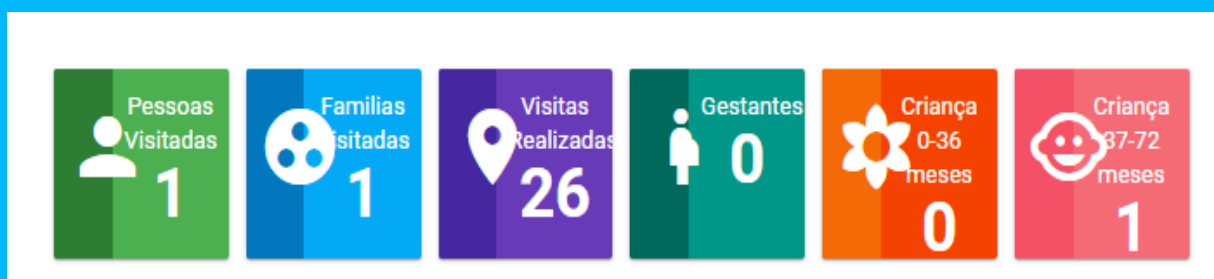 Pessoas
Visitadas
1
Familias
Visitadas
1
Visitas
Realizadas
26
Gestantes
0
Criança
0-36
meses
0
Criança
37-72
meses
1